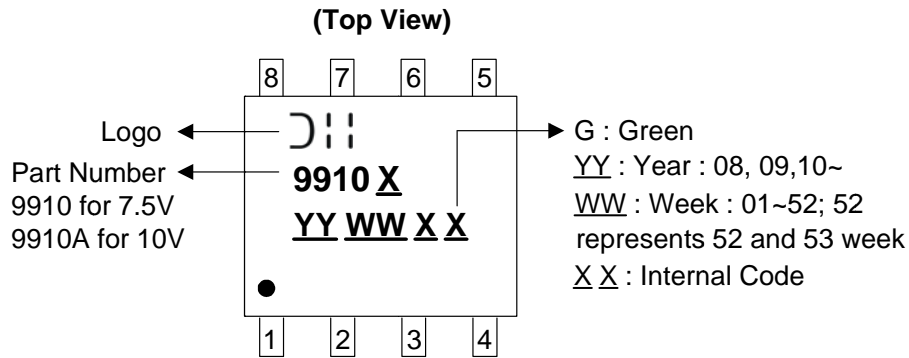 (Top View)
8 7 6 5
Logo
Part Number
9910 for 7.5V
9910A for 10V
9910 X
YY WW X X
G : Green
YY : Year : 08, 09,10~
WW : Week : 01~52; 52
represents 52 and 53 week
X X : Internal Code
1 2 3 4